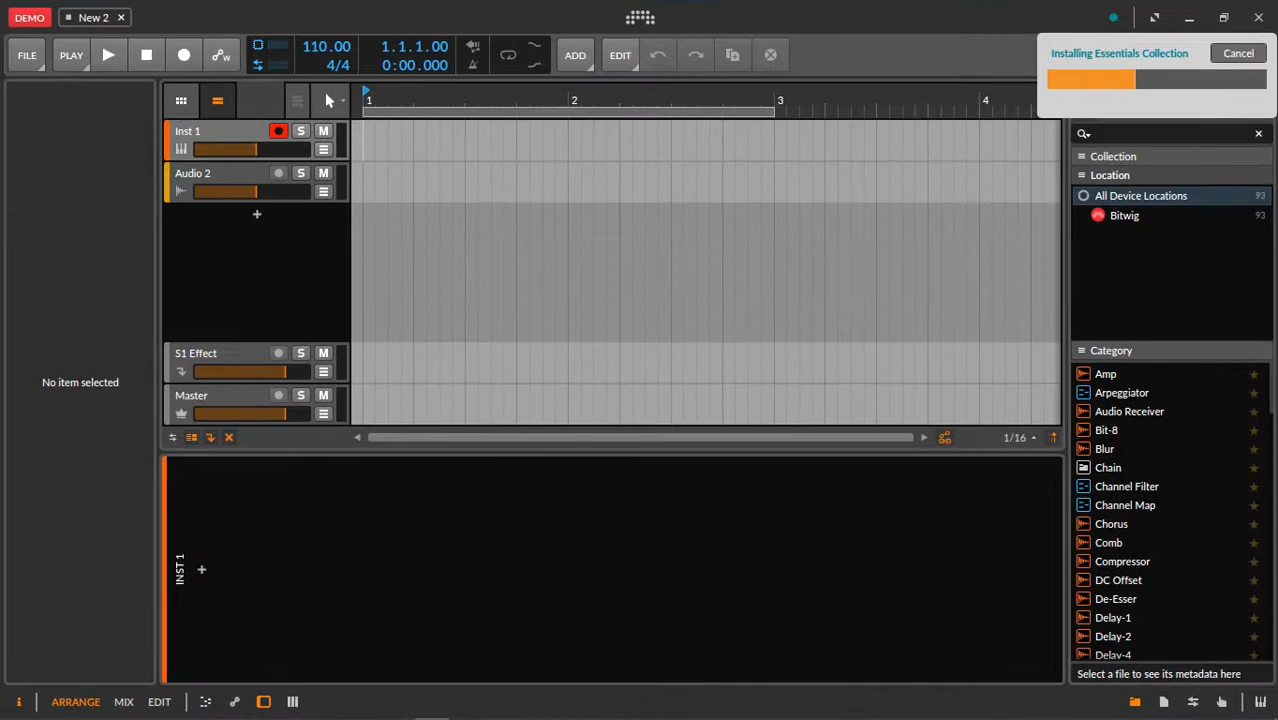 DEMO
New 2
FILE
PLAY
110.00
4/4
1.1.1.00
0:00.000
ADD
EDIT
Installing Essentials Collection
Cancel
1
2
3
4
Inst 1
S
M
Audio 2
S
M
+
S1 Effect
S
M
Master
S
M
1/16
No item selected
INST 1
+
Collection
Location
All Device Locations 93
Bitwig 93
Category
Amp
Arpeggiator
Audio Receiver
Bit-8
Blur
Chain
Channel Filter
Channel Map
Chorus
Comb
Compressor
DC Offset
De-Esser
Delay-1
Delay-2
Delay-4
Select a file to see its metadata here
i
ARRANGE
MIX
EDIT